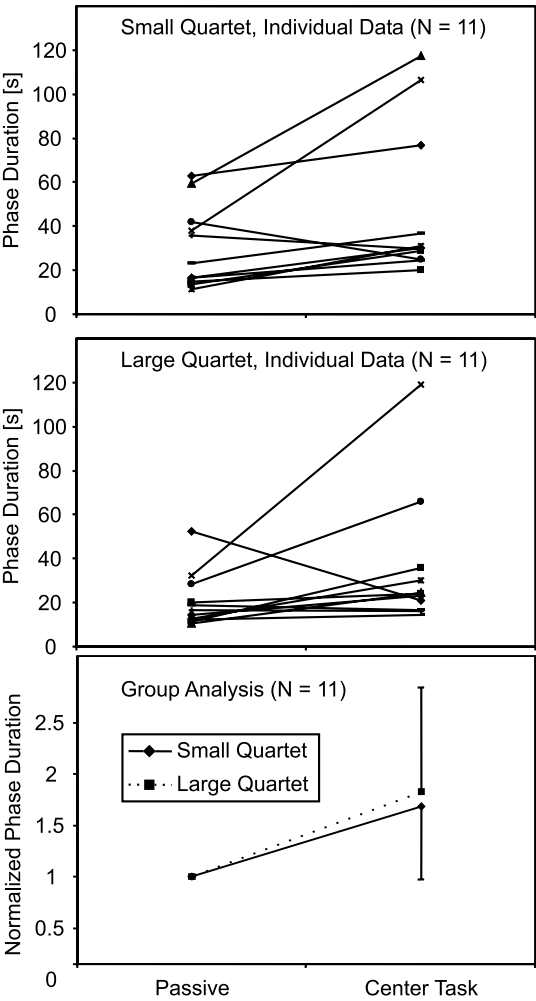 Small Quartet, Individual Data (N = 11)
Phase Duration [s]
120
100
80
60
40
20
0
Large Quartet, Individual Data (N = 11)
Phase Duration [s]
120
100
80
60
40
20
0
Group Analysis (N = 11)
Normalized Phase Duration
2.5
2
1.5
1
0.5
0
Small Quartet
Large Quartet
Passive
Center Task